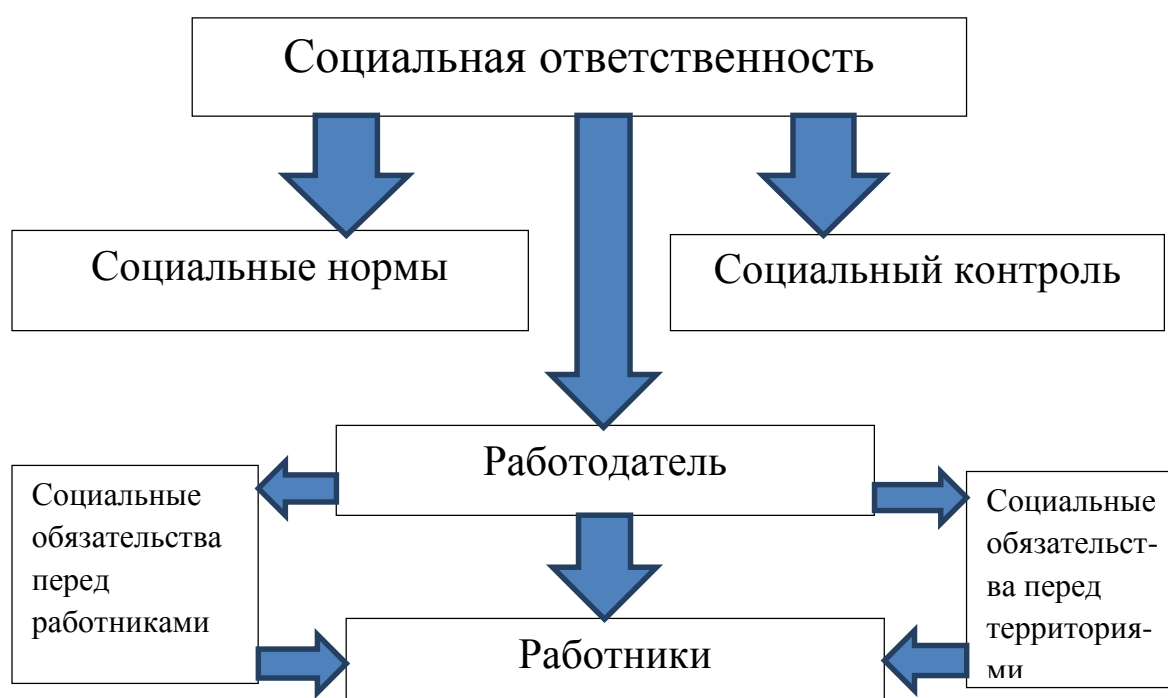 Социальная ответственность
Социальные нормы
Социальный контроль
Работодатель
Социальные
обязательства
перед
работниками
Социальные
обязательст-
ва перед
территория-
ми
Работники